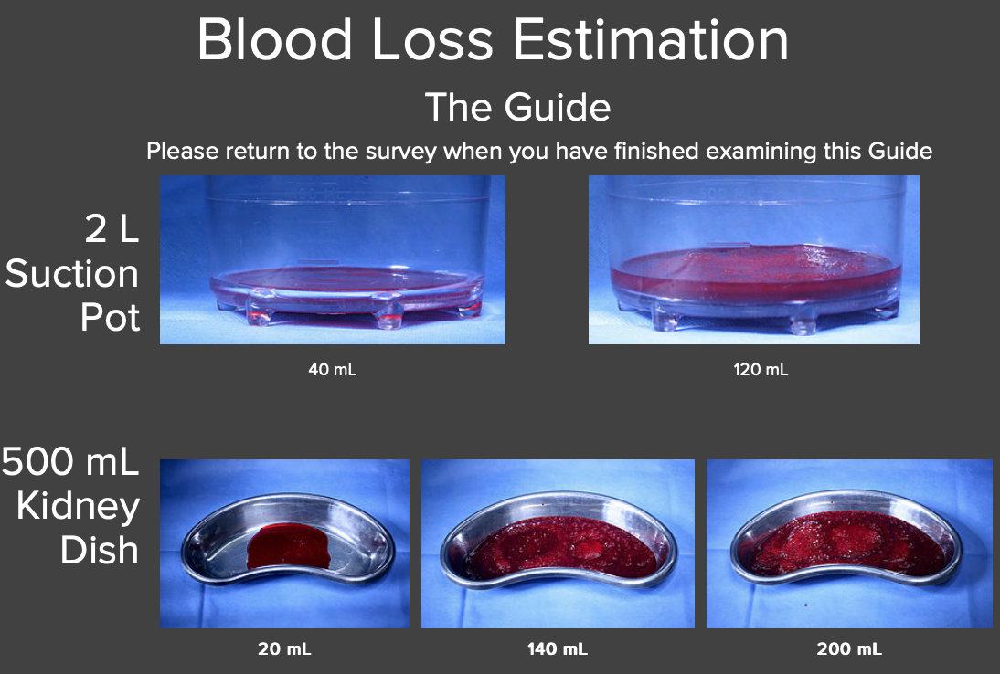 Blood Loss Estimation
The Guide
Please return to the survey when you have finished examining this Guide
2 L
Suction
Pot
40 mL
120 mL
500 mL
Kidney
Dish
20 mL
140 mL
200 mL